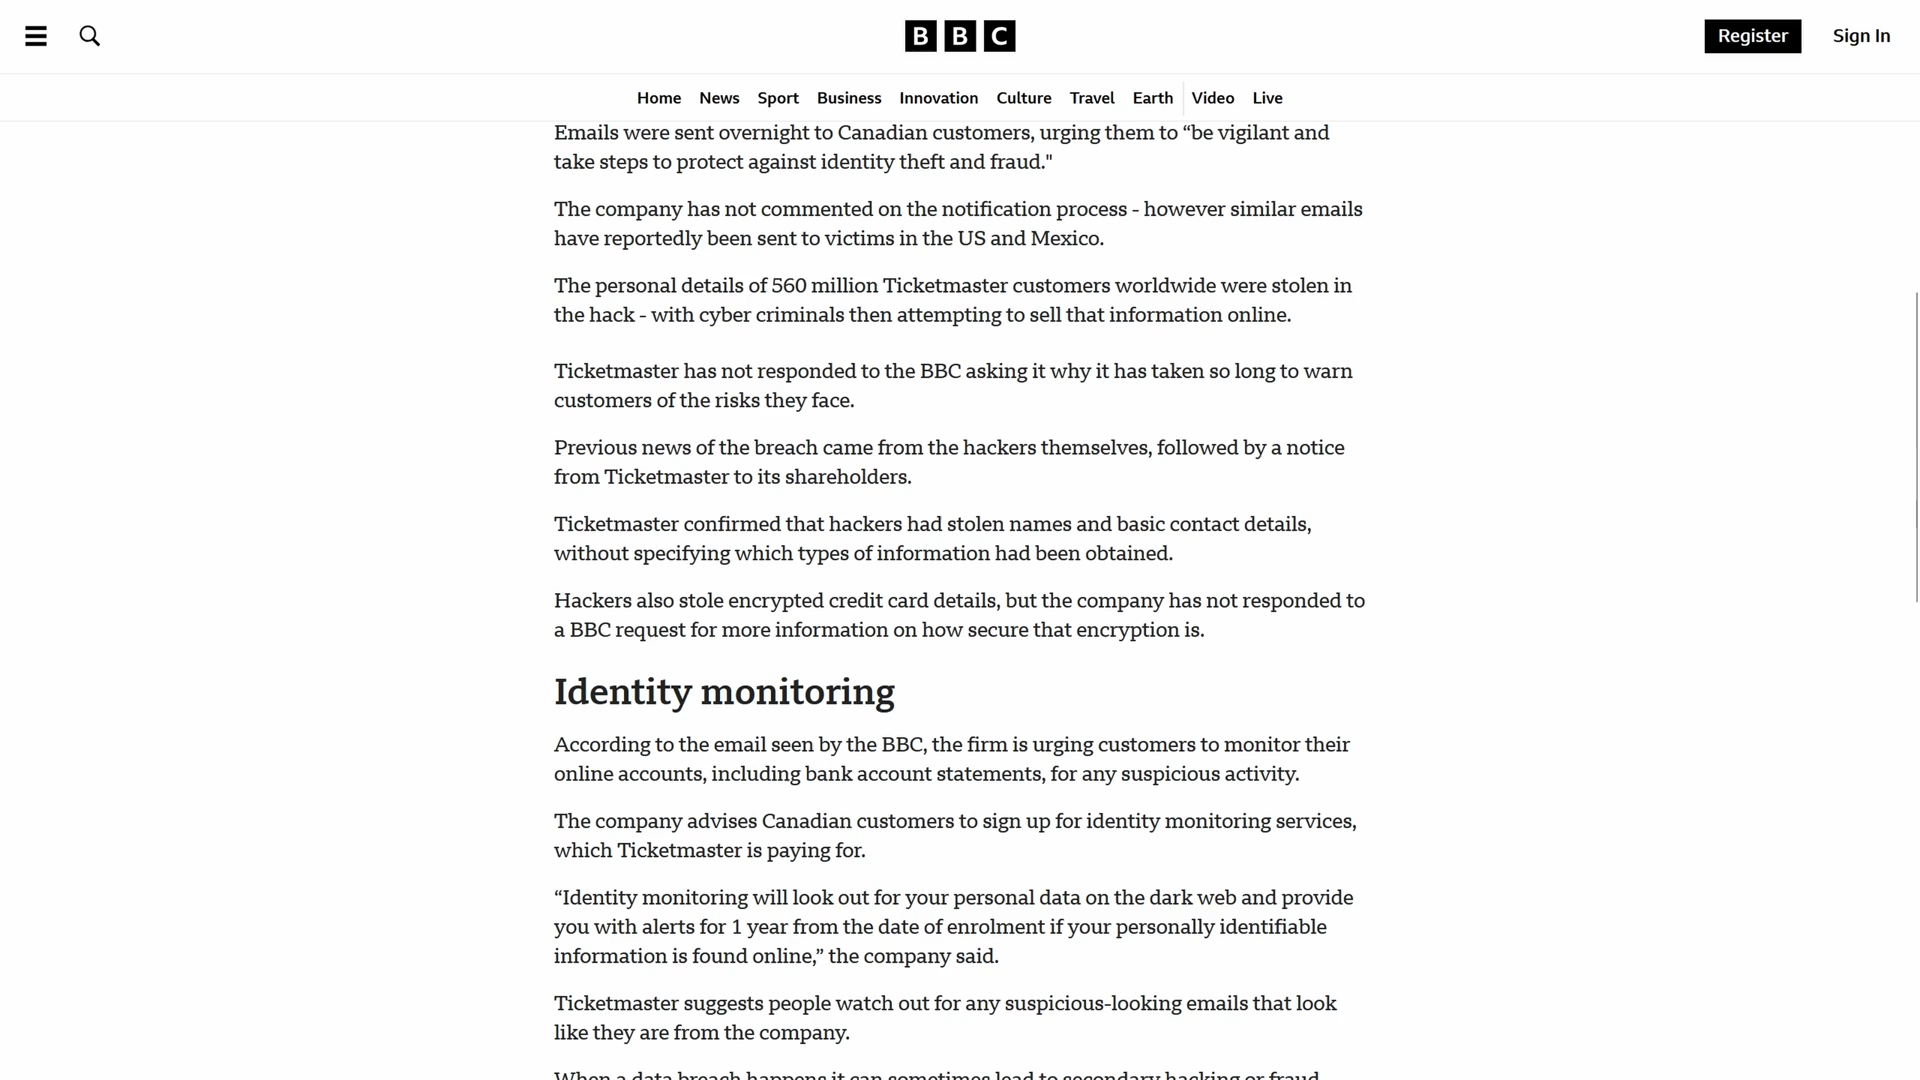 BBC
Register
Sign In
Home
News
Sport
Business
Innovation
Culture
Travel
Earth
Video
Live
Emails were sent overnight to Canadian customers, urging them to “be vigilant and
take steps to protect against identity theft and fraud."
The company has not commented on the notification process - however similar emails
have reportedly been sent to victims in the US and Mexico.
The personal details of 560 million Ticketmaster customers worldwide were stolen in
the hack - with cyber criminals then attempting to sell that information online.
Ticketmaster has not responded to the BBC asking it why it has taken so long to warn
customers of the risks they face.
Previous news of the breach came from the hackers themselves, followed by a notice
from Ticketmaster to its shareholders.
Ticketmaster confirmed that hackers had stolen names and basic contact details,
without specifying which types of information had been obtained.
Hackers also stole encrypted credit card details, but the company has not responded to
a BBC request for more information on how secure that encryption is.
Identity monitoring
According to the email seen by the BBC, the firm is urging customers to monitor their
online accounts, including bank account statements, for any suspicious activity.
The company advises Canadian customers to sign up for identity monitoring services,
which Ticketmaster is paying for.
“Identity monitoring will look out for your personal data on the dark web and provide
you with alerts for 1 year from the date of enrolment if your personally identifiable
information is found online,” the company said.
Ticketmaster suggests people watch out for any suspicious-looking emails that look
like they are from the company.
When a data breach happens it can sometimes lead to secondary hacking or fraud